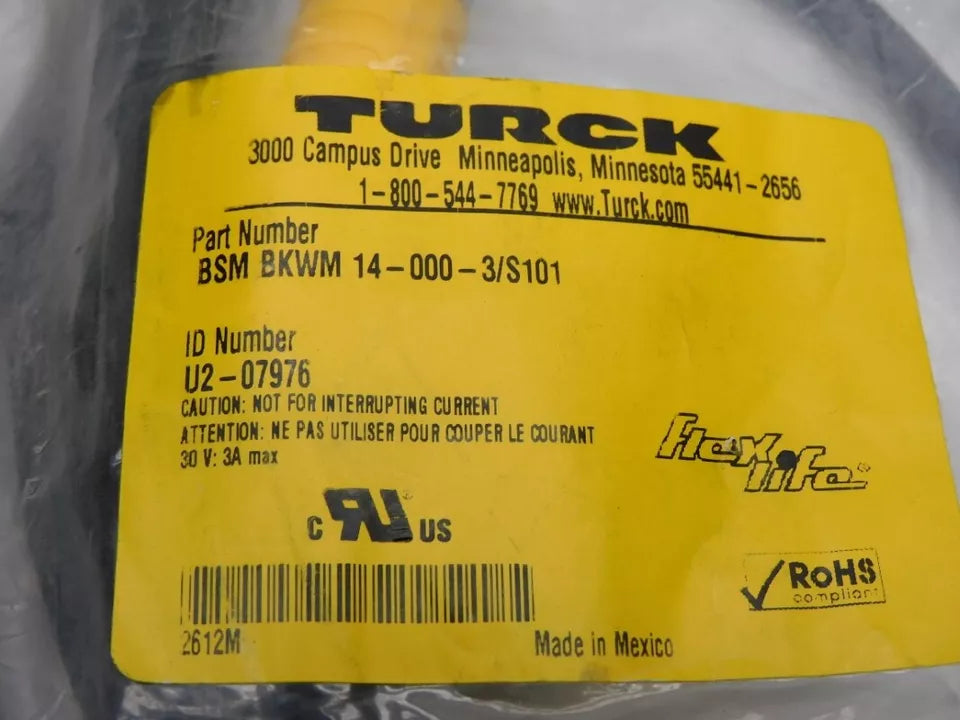 TURCK
3000 Campus Drive Minneapolis, Minnesota 55441-2656
1-800-544-7769 www.Turck.com
Part Number
BSM BKWM 14-000-3/S101
ID Number
U2-07976
CAUTION: NOT FOR INTERRUPTING CURRENT
ATTENTION: NE PAS UTILISER POUR COUPER LE COURANT
30 V: 3A max
flexlife®
c RU® US
RoHS
compliant
2612M
Made in Mexico